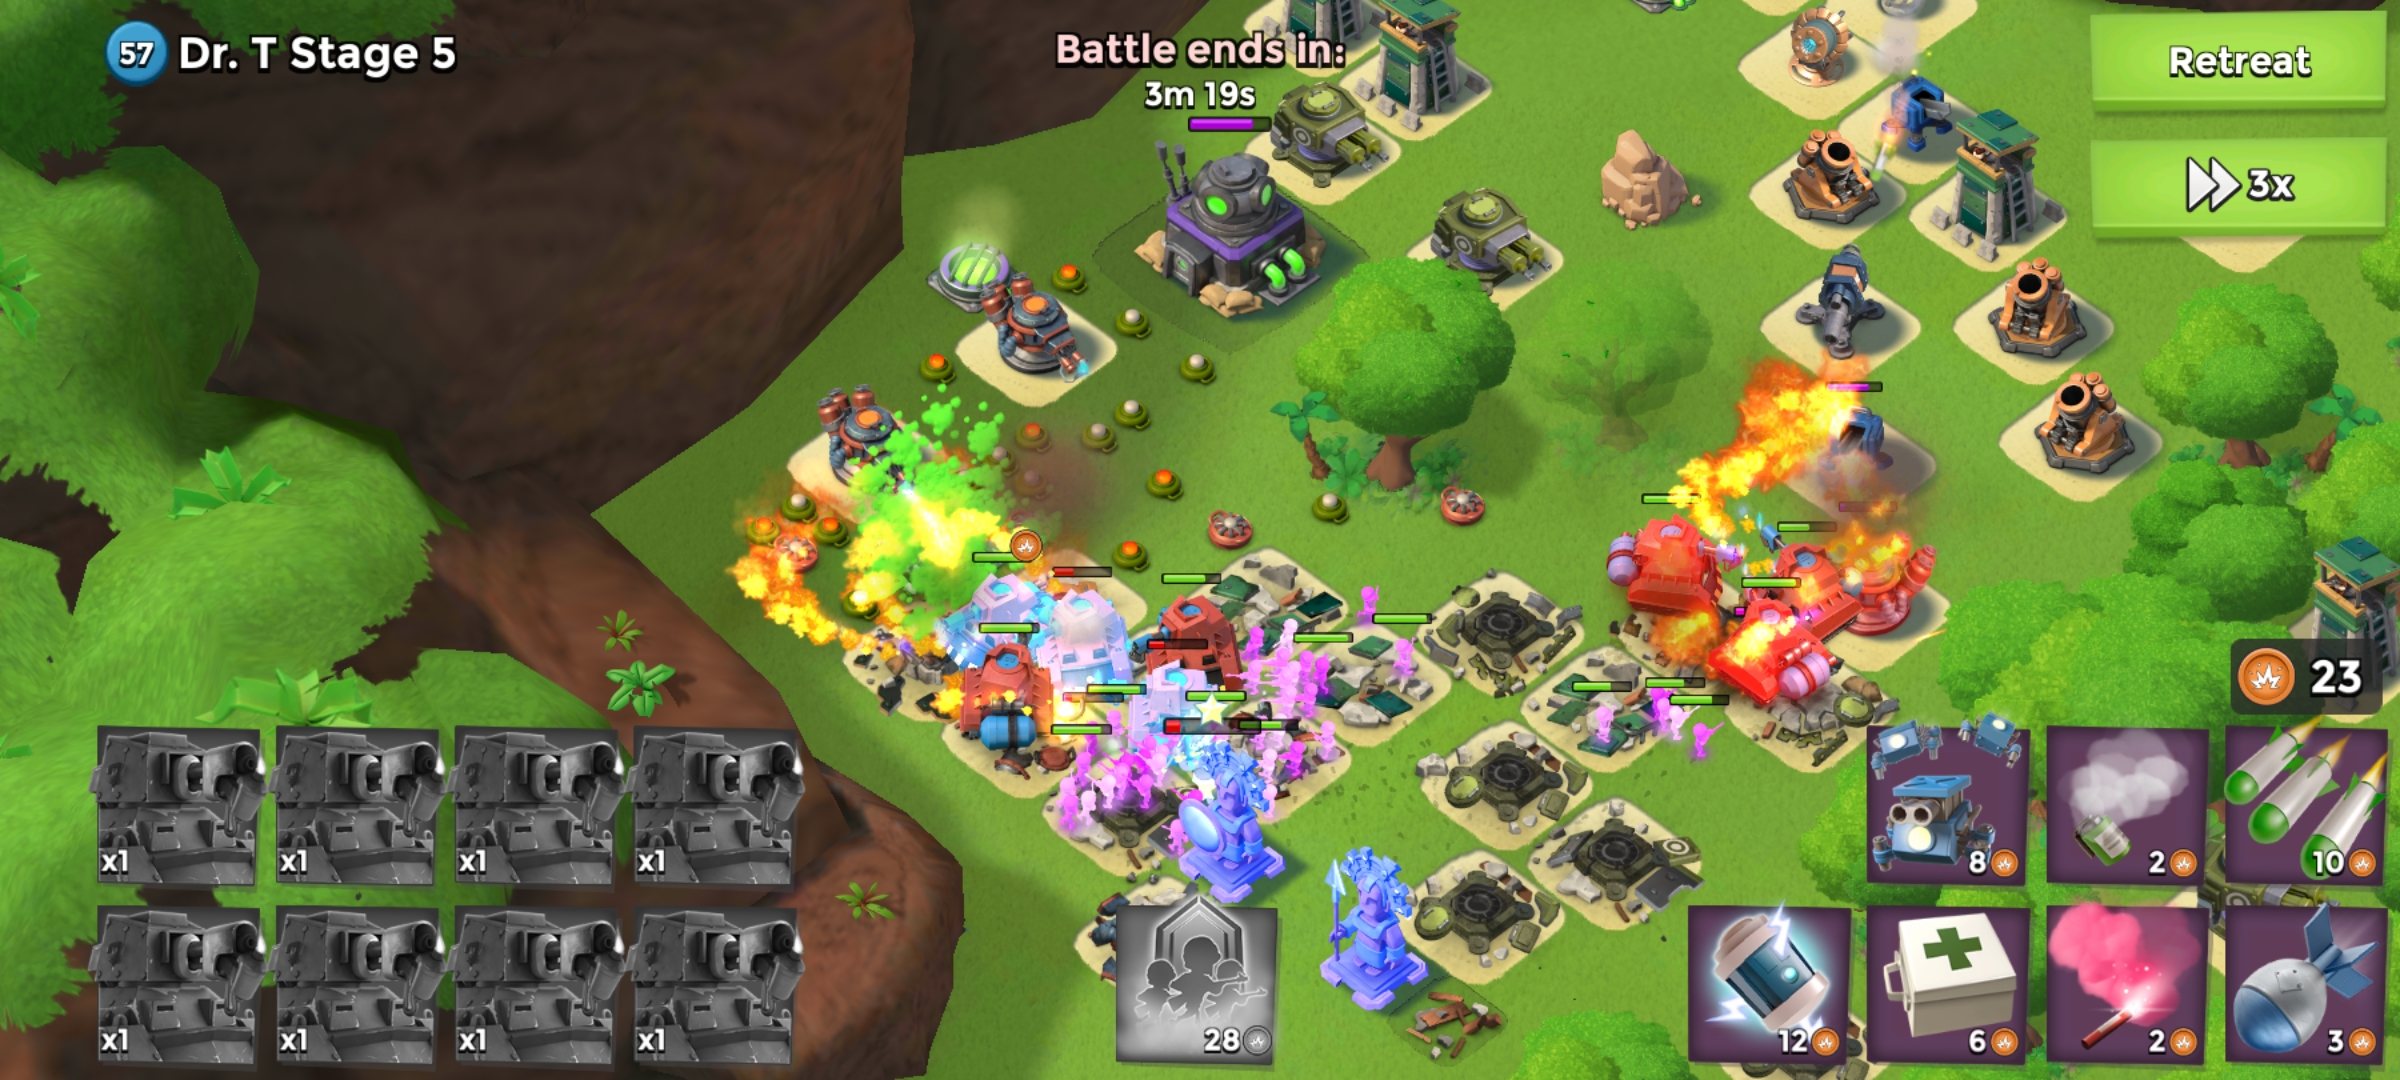 57 Dr. T Stage 5
Battle ends in:
3m 19s
Retreat
3x
23
x1 x1 x1 x1
8 2 10
x1 x1 x1 x1
28
12 6 2 3